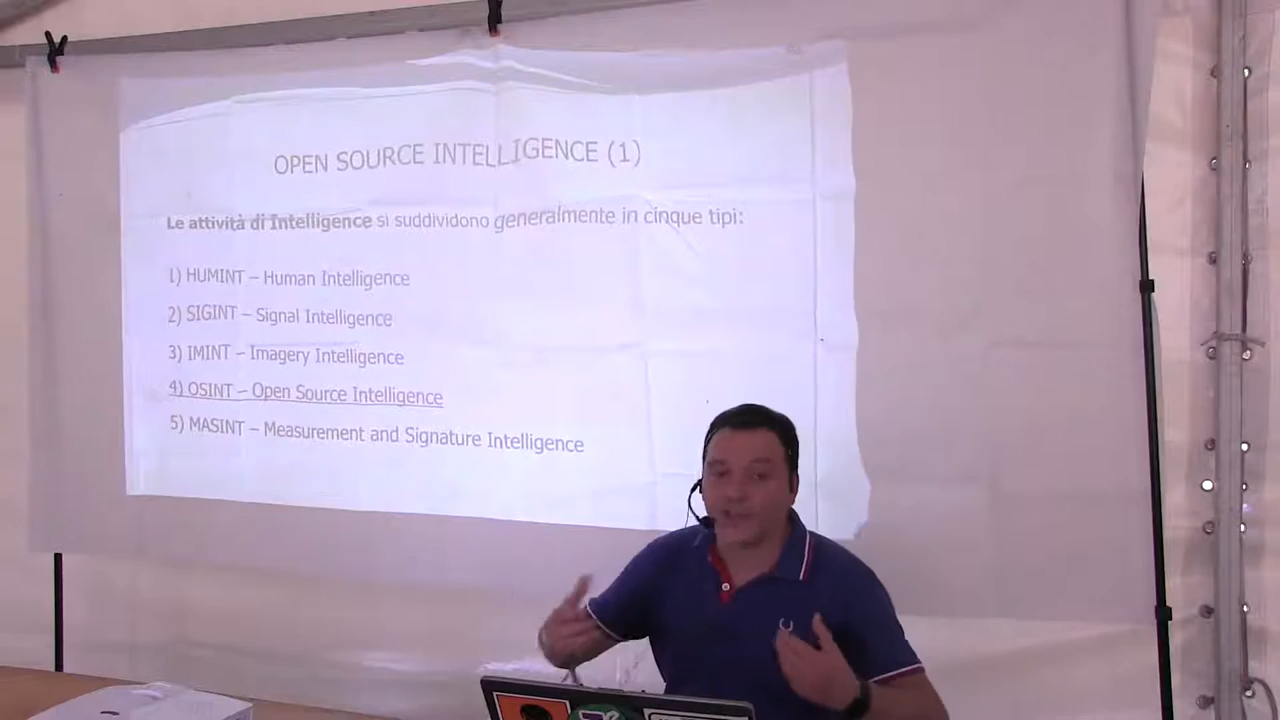 OPEN SOURCE INTELLIGENCE (1)
Le attività di Intelligence si suddividono generalmente in cinque tipi:
1) HUMINT – Human Intelligence
2) SIGINT – Signal Intelligence
3) IMINT – Imagery Intelligence
4) OSINT – Open Source Intelligence
5) MASINT – Measurement and Signature Intelligence